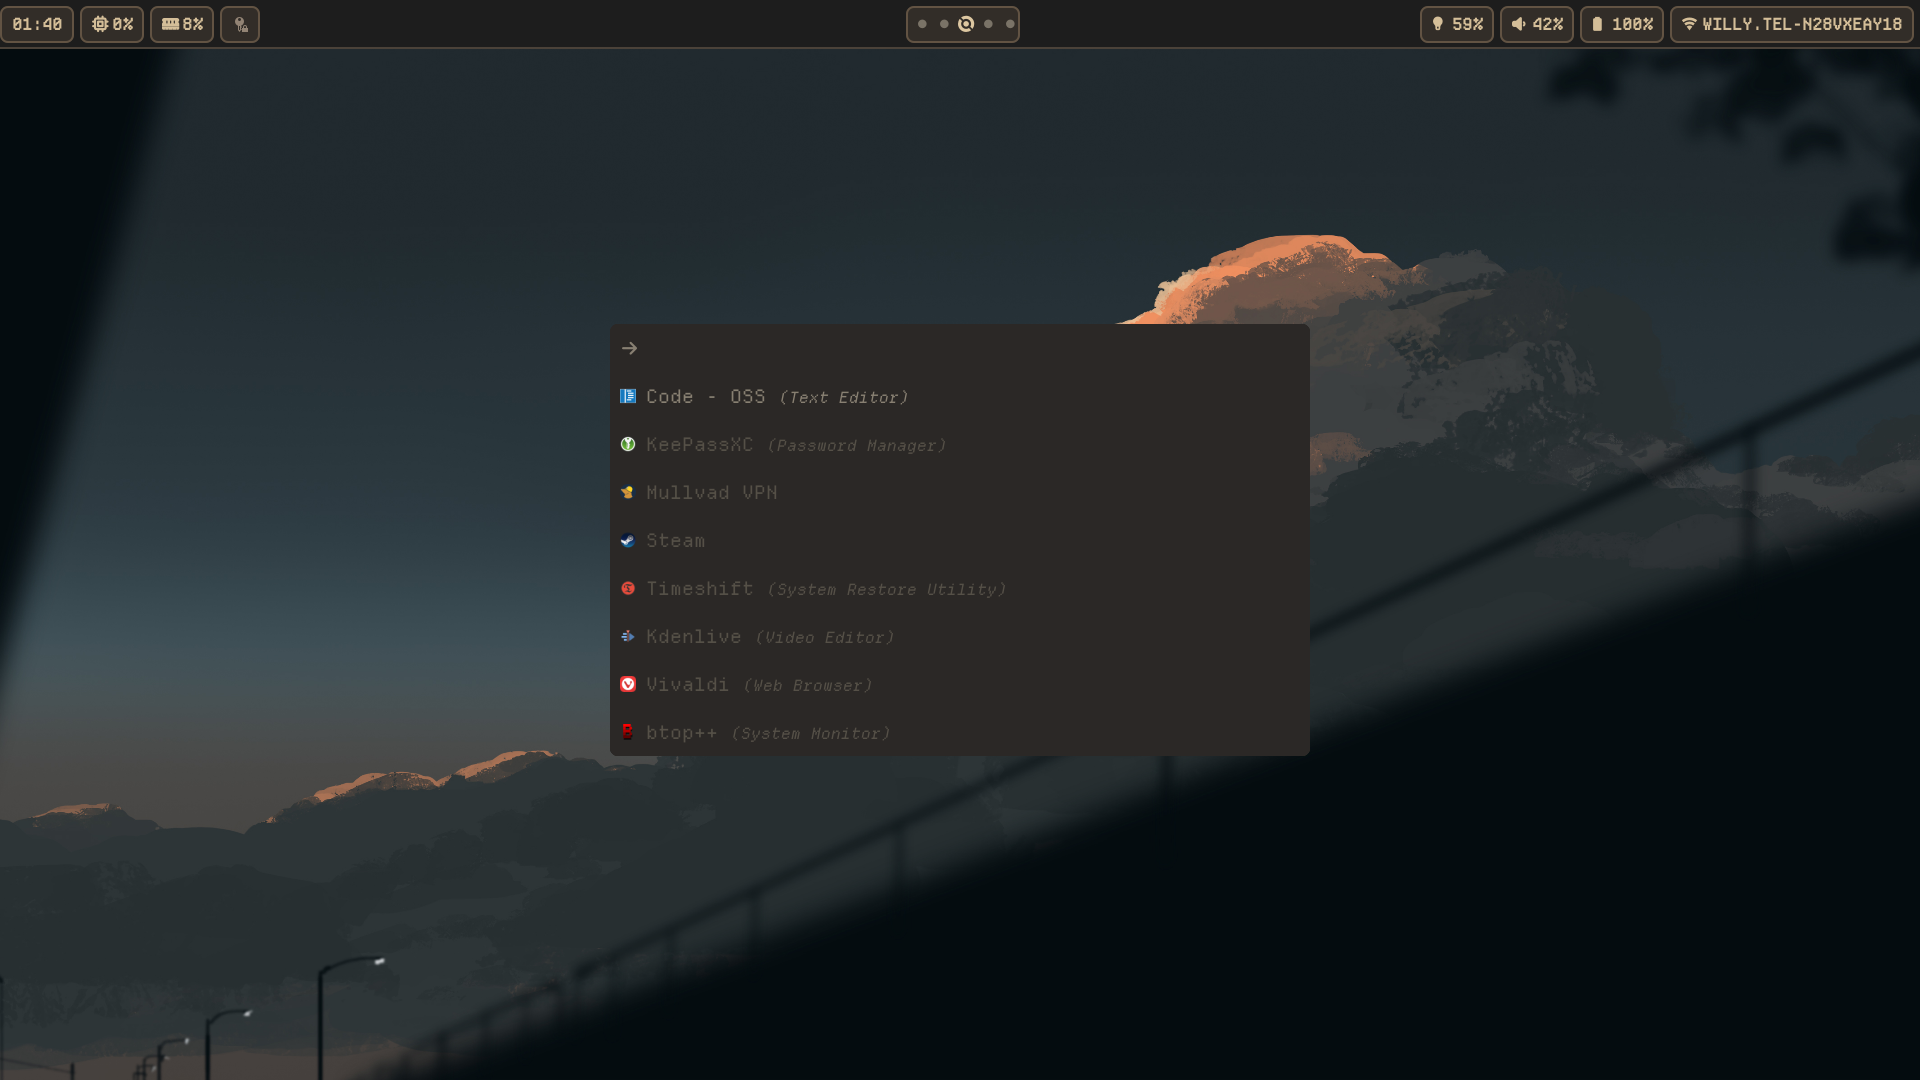 01:40 0% 8% 59% 42% 100% WILLY.TEL-N28VXEAY18
Code - OSS (Text Editor)
KeePassXC (Password Manager)
Mullvad VPN
Steam
Timeshift (System Restore Utility)
Kdenlive (Video Editor)
Vivaldi (Web Browser)
btop++ (System Monitor)